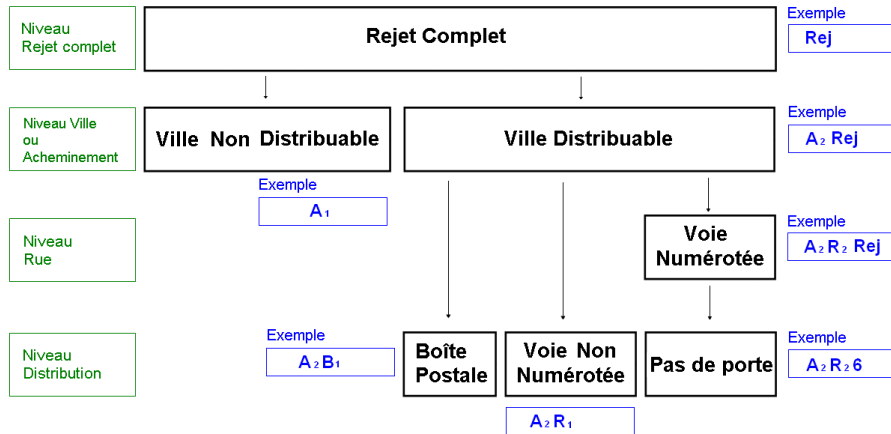 Niveau
Rejet complet
Rejet Complet
Exemple
Rej
Niveau Ville
ou
Acheminement
Ville Non Distribuable
Ville Distribuable
Exemple
A2 Rej
Exemple
A1
Niveau
Rue
Voie
Numérotée
Exemple
A2 R2 Rej
Niveau
Distribution
Exemple
A2 B1
Boîte
Postale
Voie Non
Numérotée
Pas de porte
Exemple
A2 R2 6
A2 R1